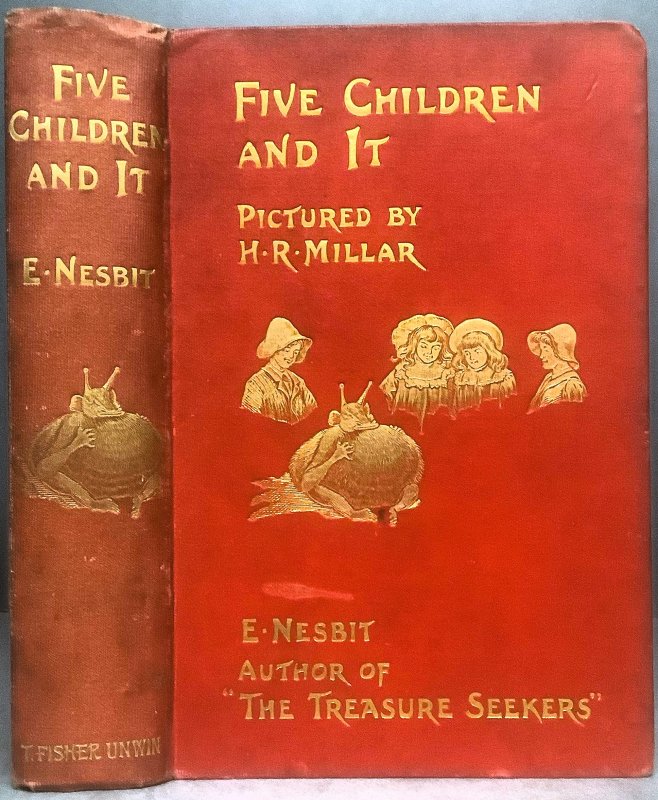 FIVE
CHILDREN
AND IT
E·NESBIT
T. FISHER UNWIN
FIVE CHILDREN
AND IT
PICTURED BY
H·R·MILLAR
E·NESBIT
AUTHOR OF
"THE TREASURE SEEKERS"